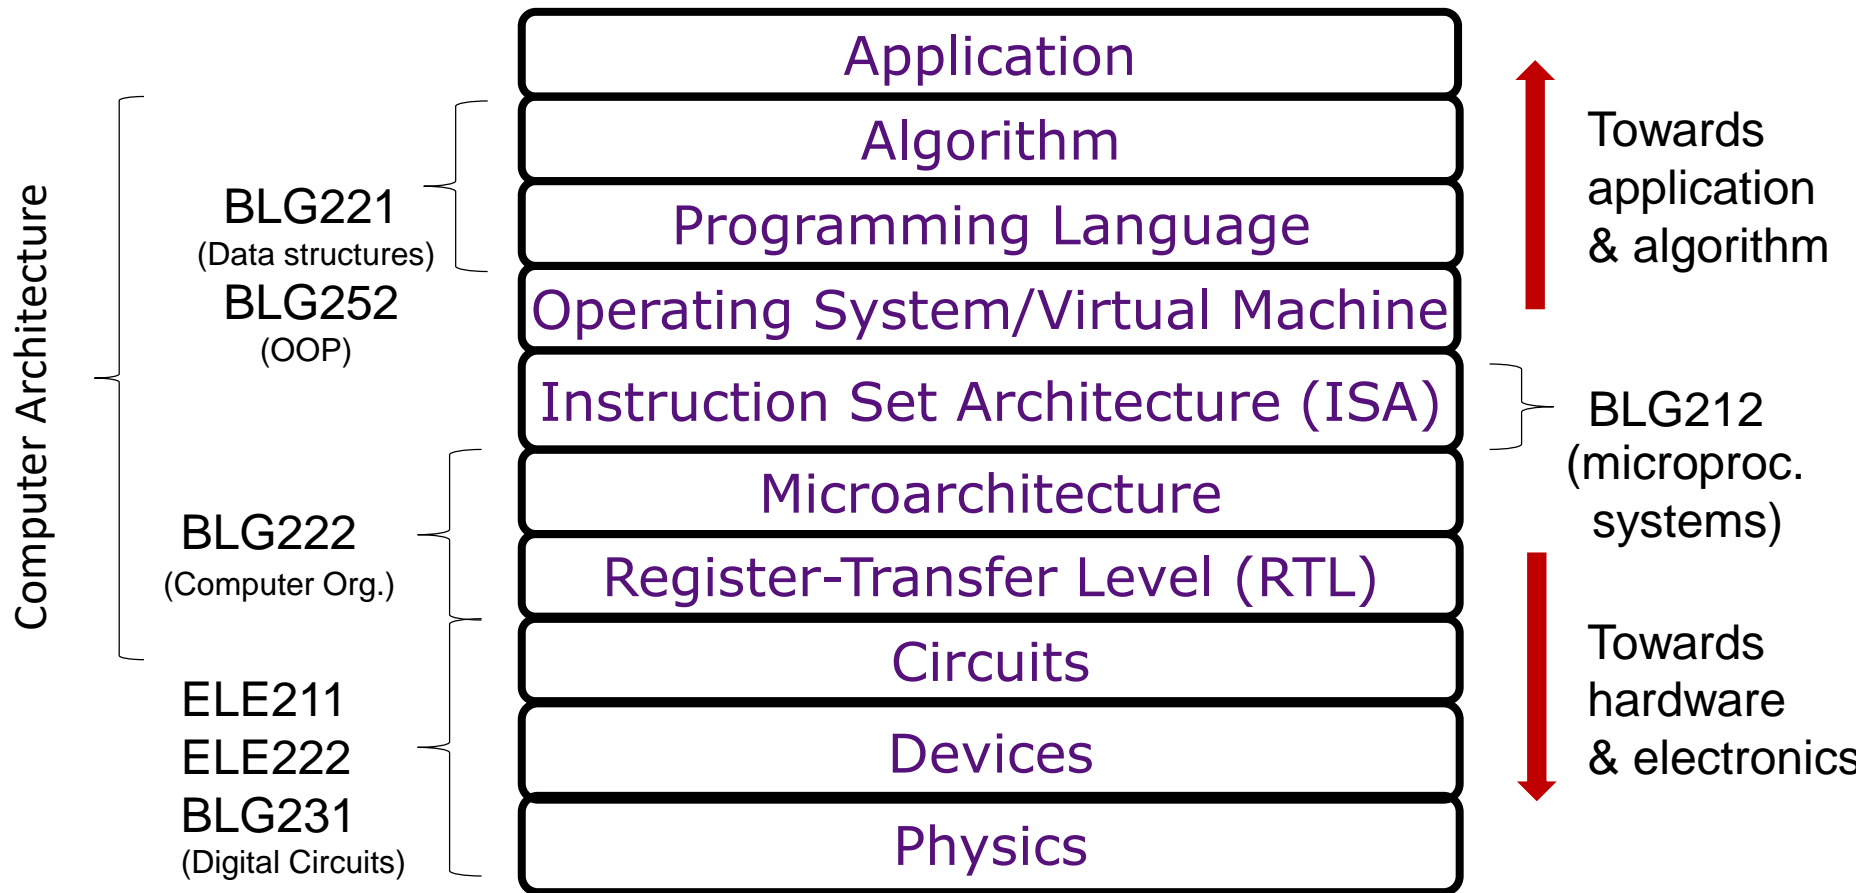 Computer Architecture
BLG221
(Data structures)
BLG252
(OOP)
BLG222
(Computer Org.)
ELE211
ELE222
BLG231
(Digital Circuits)
Application
Algorithm
Programming Language
Operating System/Virtual Machine
Instruction Set Architecture (ISA)
Microarchitecture
Register-Transfer Level (RTL)
Circuits
Devices
Physics
Towards
application
& algorithm
BLG212
(microproc.
systems)
Towards
hardware
& electronics